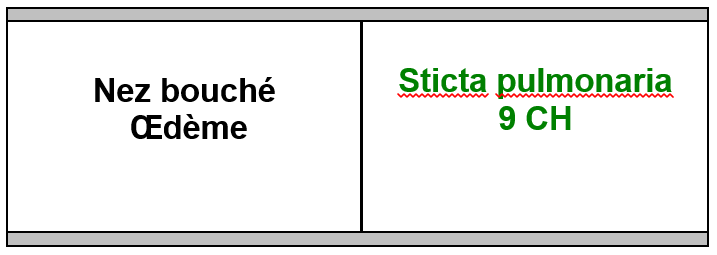 Nez bouché
Œdème
Sticta pulmonaria
9 CH